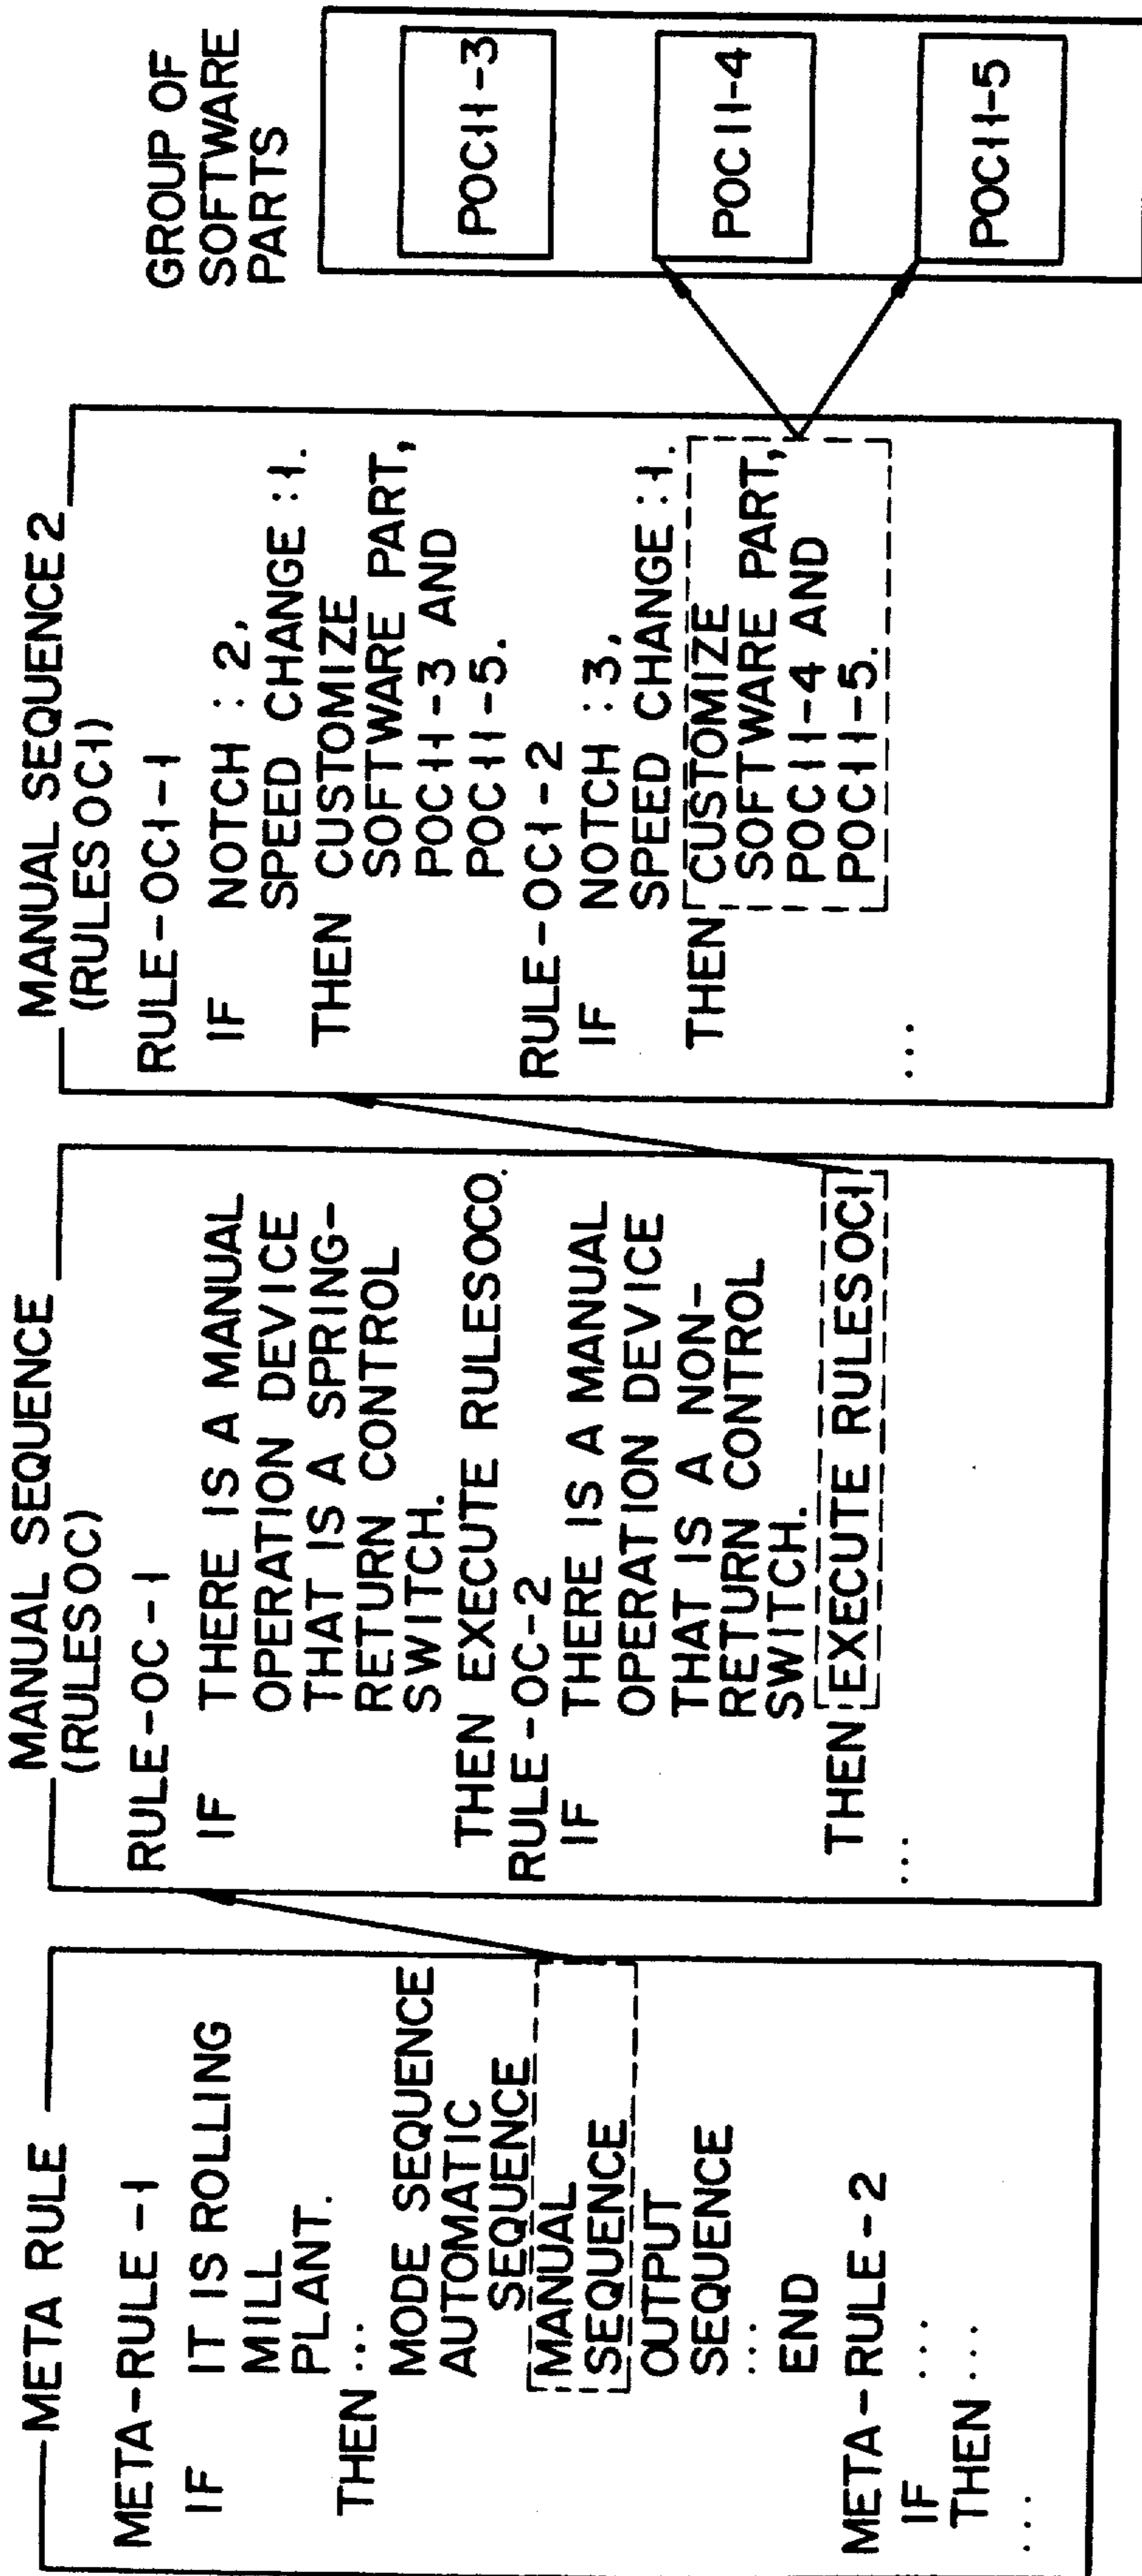 META RULE
META-RULE-1
IF IT IS ROLLING
MILL
PLANT.
THEN ...
MODE SEQUENCE
AUTOMATIC
SEQUENCE
MANUAL
SEQUENCE
OUTPUT
SEQUENCE
...
END
META-RULE-2
IF ...
THEN ...
...
MANUAL SEQUENCE
(RULESOC)
RULE-OC-1
IF THERE IS A MANUAL
OPERATION DEVICE
THAT IS A SPRING-
RETURN CONTROL
SWITCH.
THEN EXECUTE RULESOC0.
RULE-OC-2
IF THERE IS A MANUAL
OPERATION DEVICE
THAT IS A NON-
RETURN CONTROL
SWITCH.
THEN EXECUTE RULESOC1
...
MANUAL SEQUENCE 2
(RULESOC1)
RULE-OC1-1
IF NOTCH : 2,
SPEED CHANGE : 1.
THEN CUSTOMIZE
SOFTWARE PART,
POC11-3 AND
POC11-5.
RULE-OC1-2
IF NOTCH : 3,
SPEED CHANGE : 1.
THEN CUSTOMIZE
SOFTWARE PART,
POC11-4 AND
POC11-5.
...
GROUP OF
SOFTWARE
PARTS
POC11-3
POC11-4
POC11-5